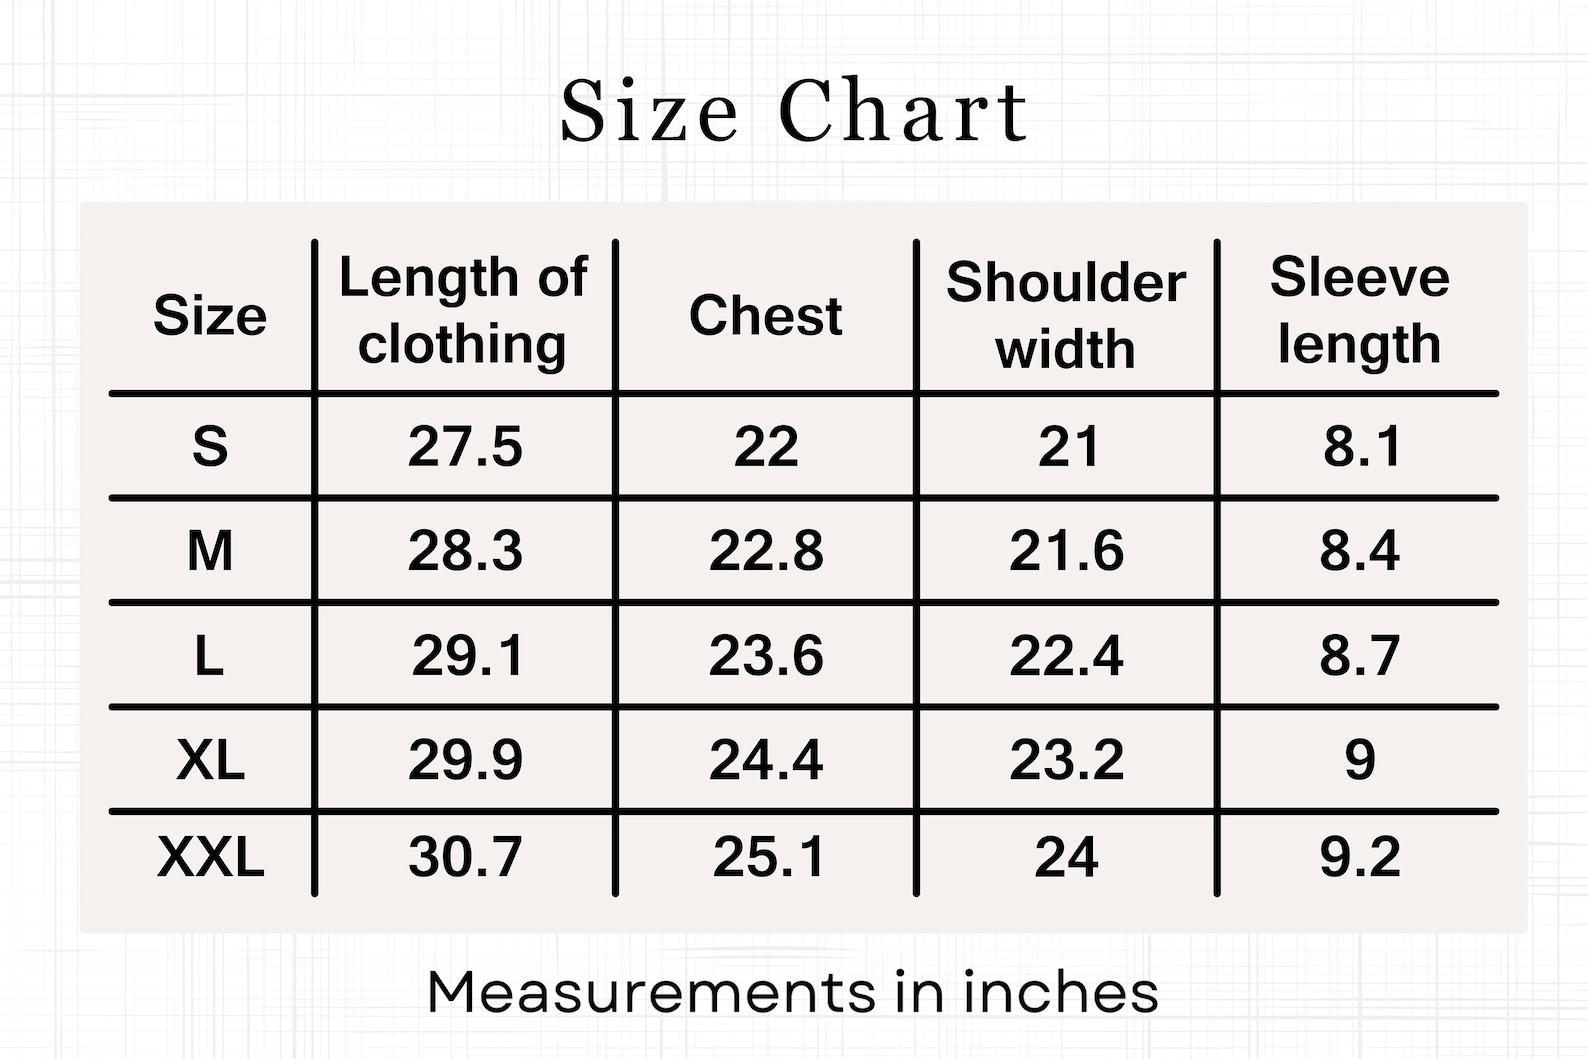 Size Chart
Size Length of clothing Chest Shoulder width Sleeve length
S 27.5 22 21 8.1
M 28.3 22.8 21.6 8.4
L 29.1 23.6 22.4 8.7
XL 29.9 24.4 23.2 9
XXL 30.7 25.1 24 9.2
Measurements in inches